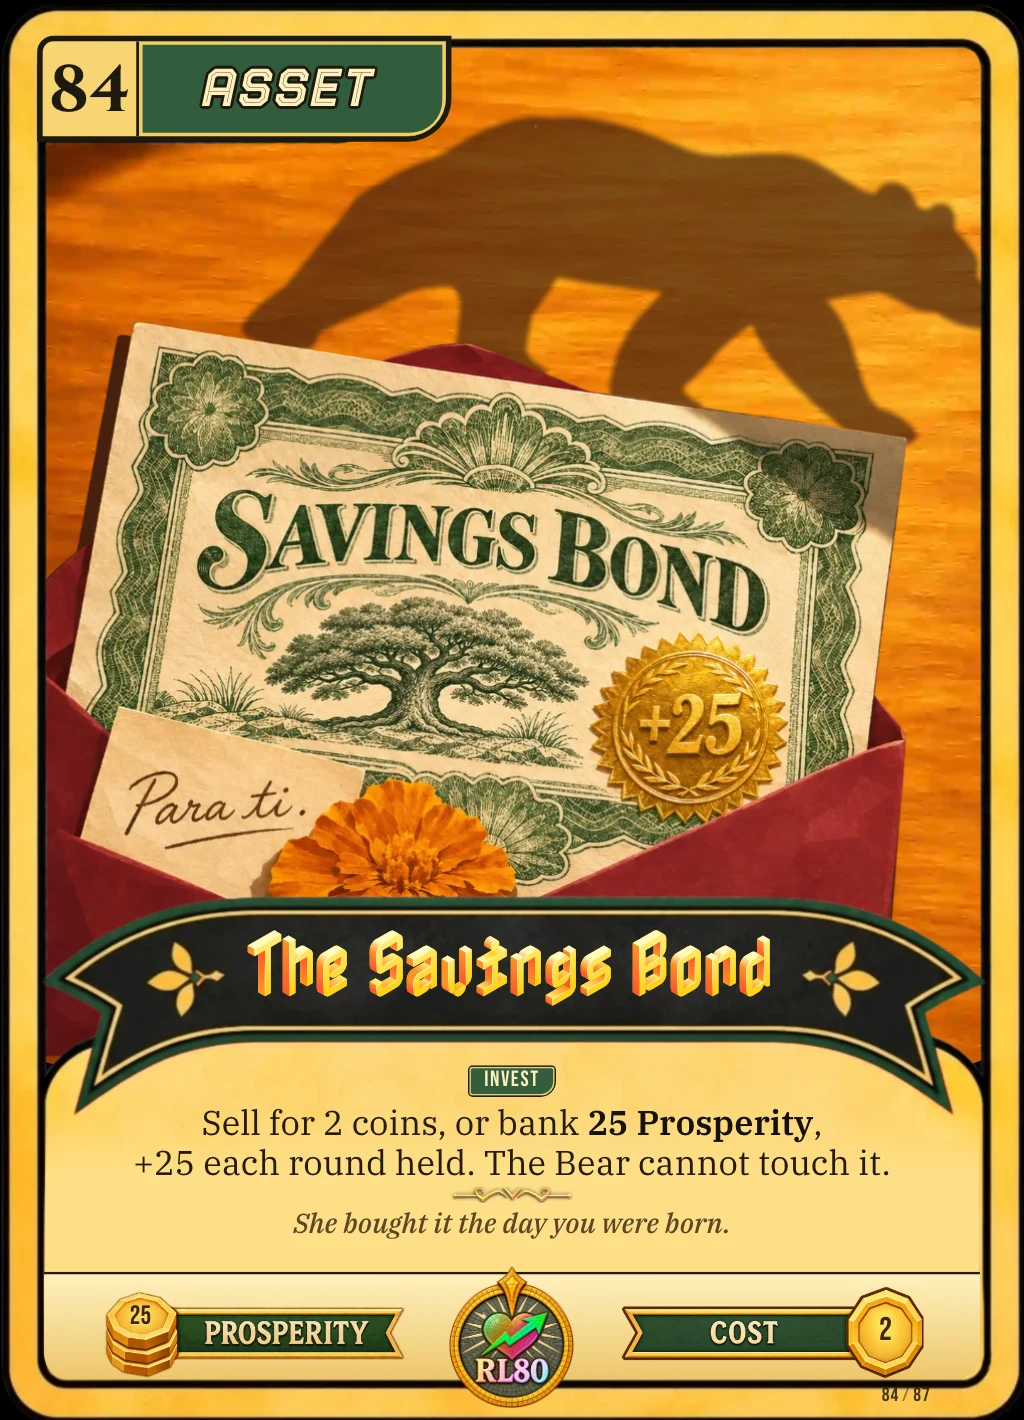 84
ASSET
SAVINGS BOND
+25
Para ti.
The Savings Bond
INVEST
Sell for 2 coins, or bank 25 Prosperity,
+25 each round held. The Bear cannot touch it.
She bought it the day you were born.
25
PROSPERITY
RL80
COST
2
84 / 87